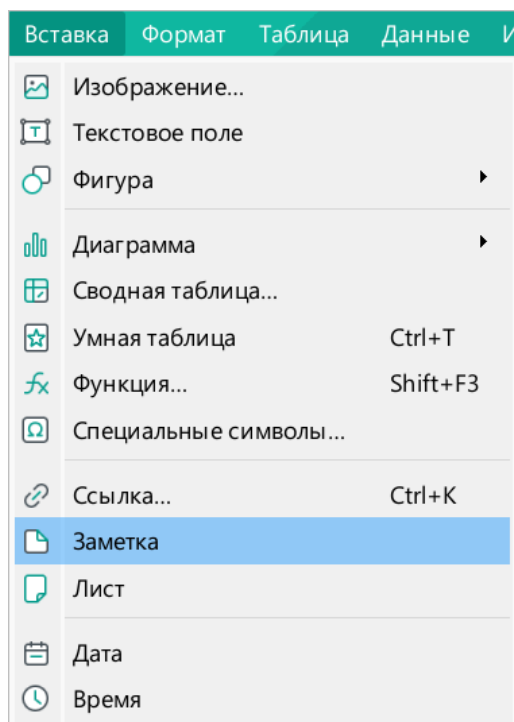 Вставка Формат Таблица Данные
Изображение...
Текстовое поле
Фигура
Диаграмма
Сводная таблица...
Умная таблица Ctrl+T
Функция... Shift+F3
Специальные символы...
Ссылка... Ctrl+K
Заметка
Лист
Дата
Время